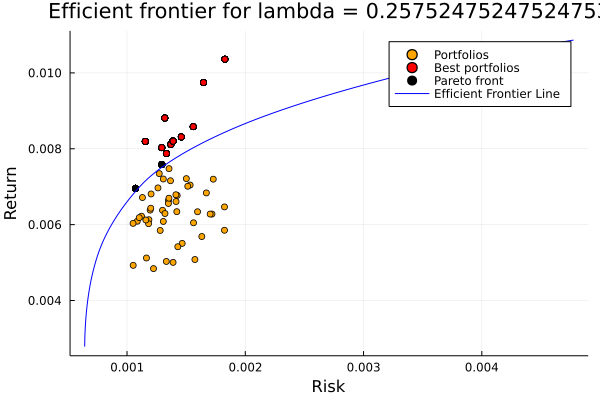 Efficient frontier for lambda = 0.2575247524752475
Portfolios
Best portfolios
Pareto front
Efficient Frontier Line
0.010
0.008
0.006
0.004
Return
0.001
0.002
0.003
0.004
Risk